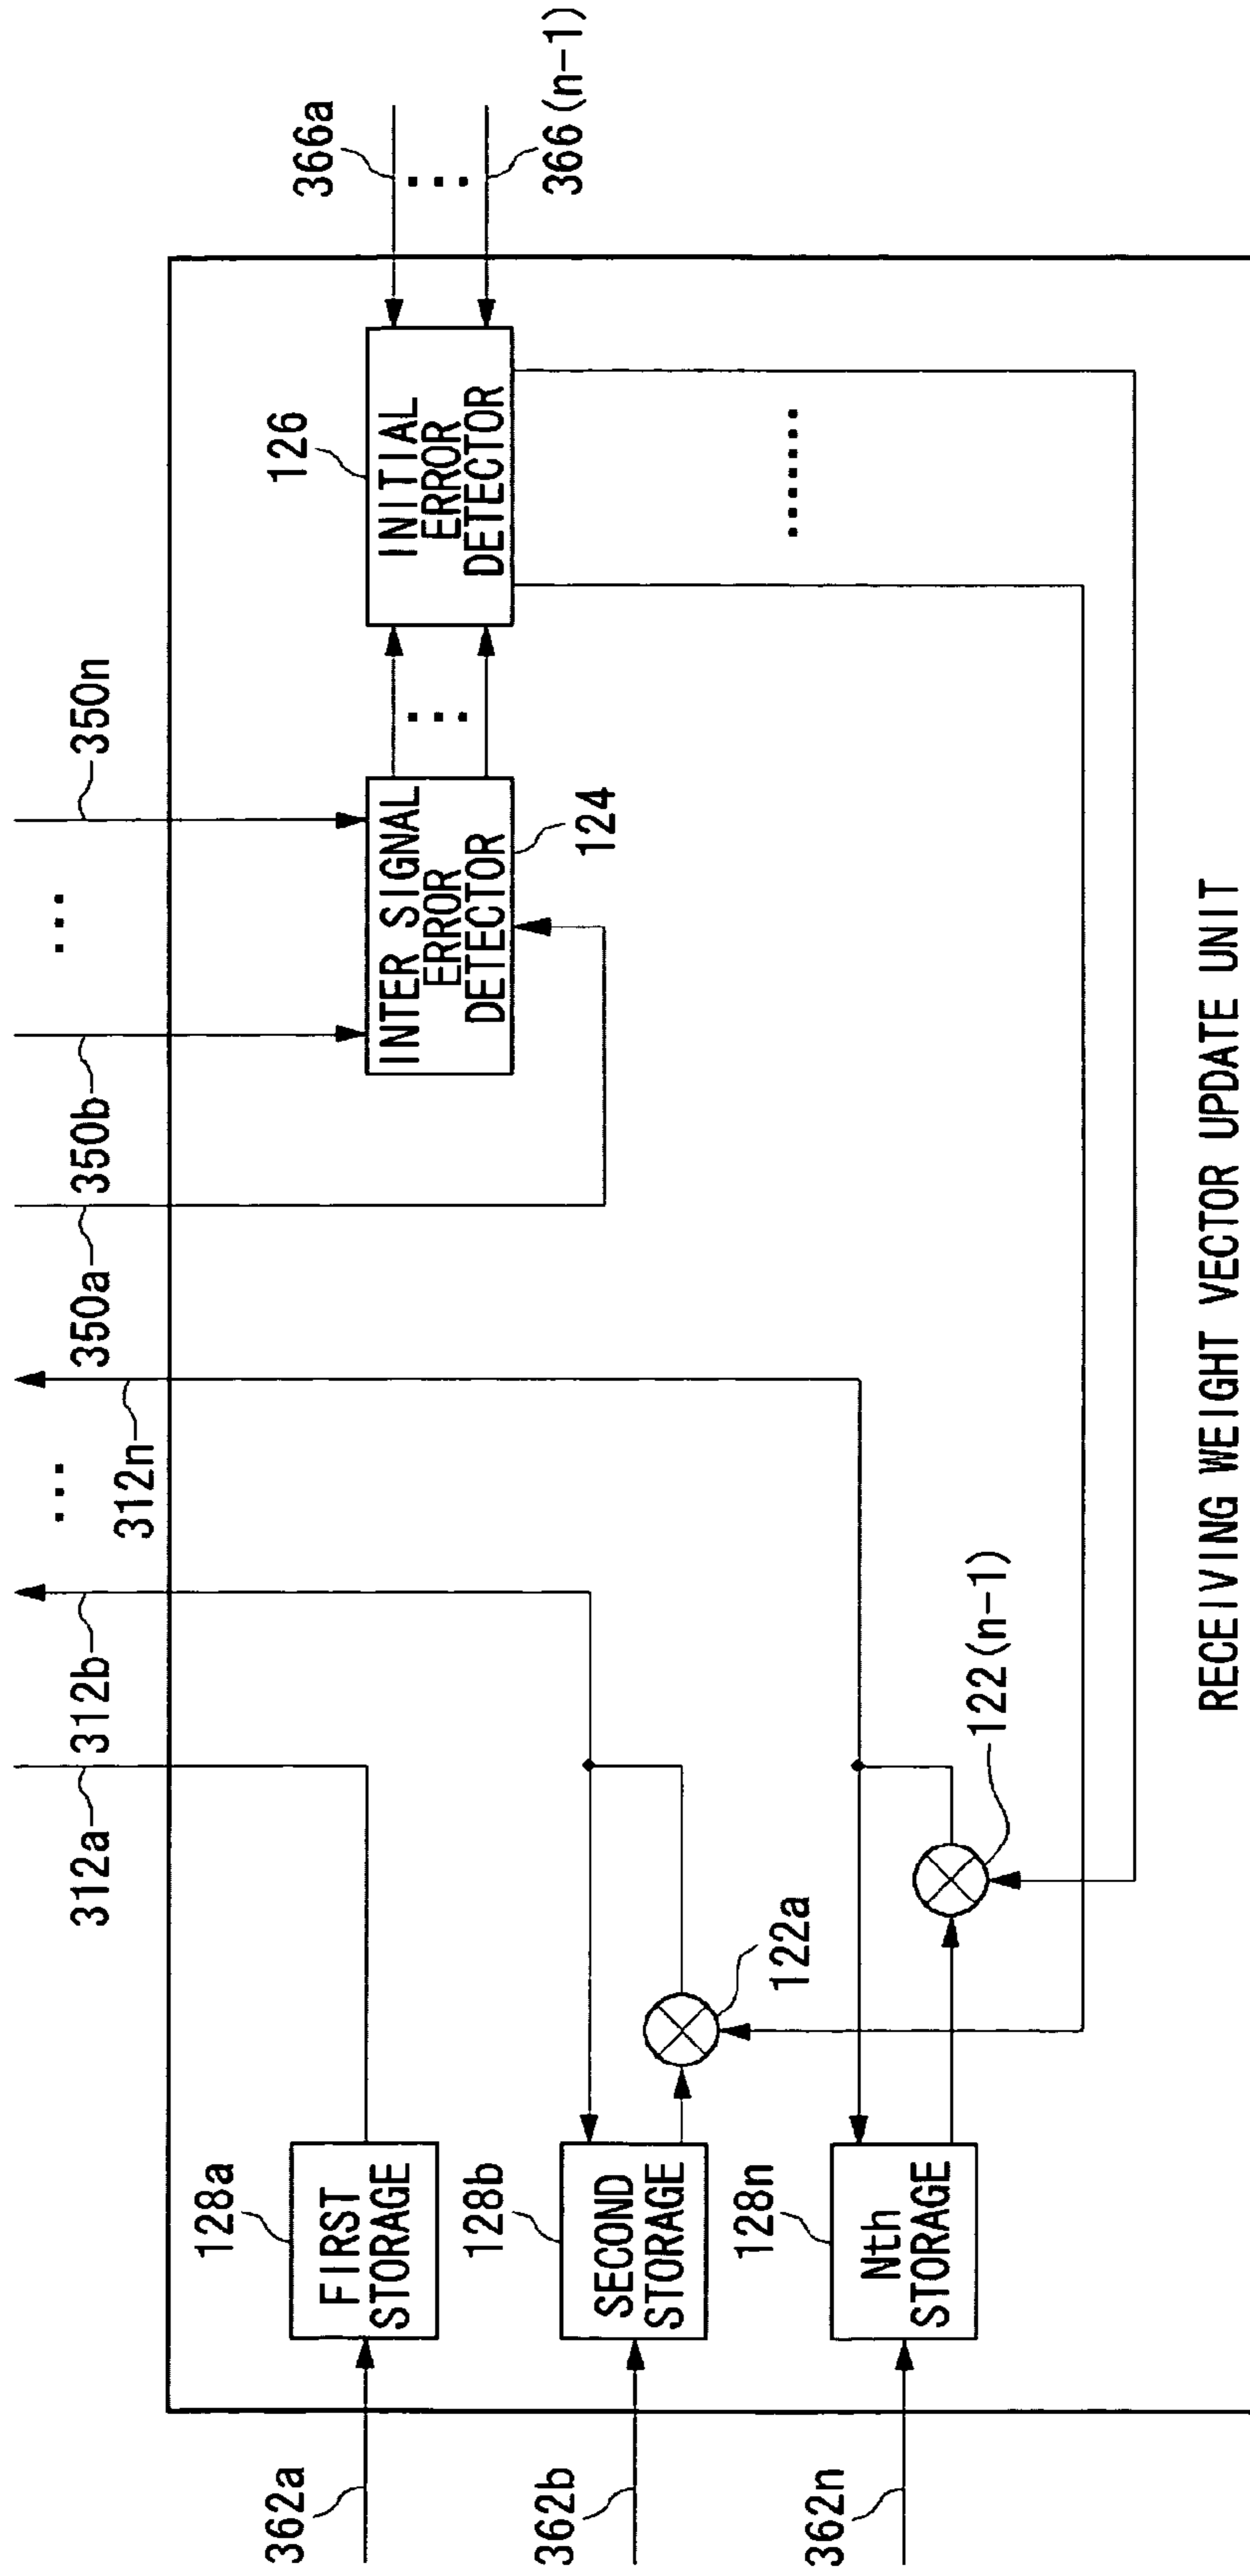 312a
312b
...
312n
350a
350b
...
350n
362a
128a
FIRST
STORAGE
362b
128b
SECOND
STORAGE
122a
362n
128n
Nth
STORAGE
122(n-1)
INTER SIGNAL
ERROR
DETECTOR
124
...
126
INITIAL
ERROR
DETECTOR
366a
...
366(n-1)
.......
RECEIVING WEIGHT VECTOR UPDATE UNIT